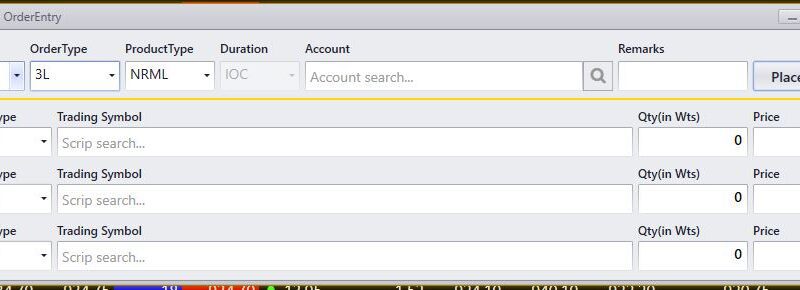 OrderEntry
OrderType ProductType Duration Account Remarks
3L NRML IOC Account search... Place
ype Trading Symbol Qty(in Wts) Price
Scrip search... 0
ype Trading Symbol Qty(in Wts) Price
Scrip search... 0
ype Trading Symbol Qty(in Wts) Price
Scrip search... 0